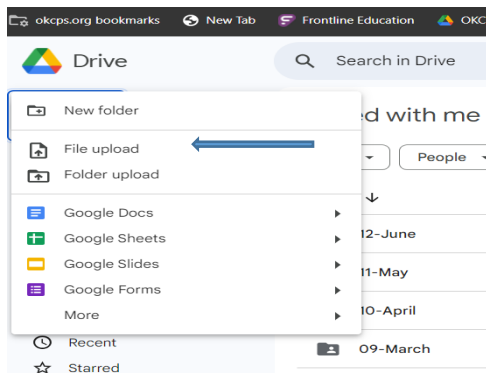 okcps.org bookmarks New Tab Frontline Education OKC
Drive
Search in Drive
New folder
File upload
Folder upload
Google Docs
Google Sheets
Google Slides
Google Forms
More
Recent
Starred
ed with me
People
12-June
11-May
10-April
09-March